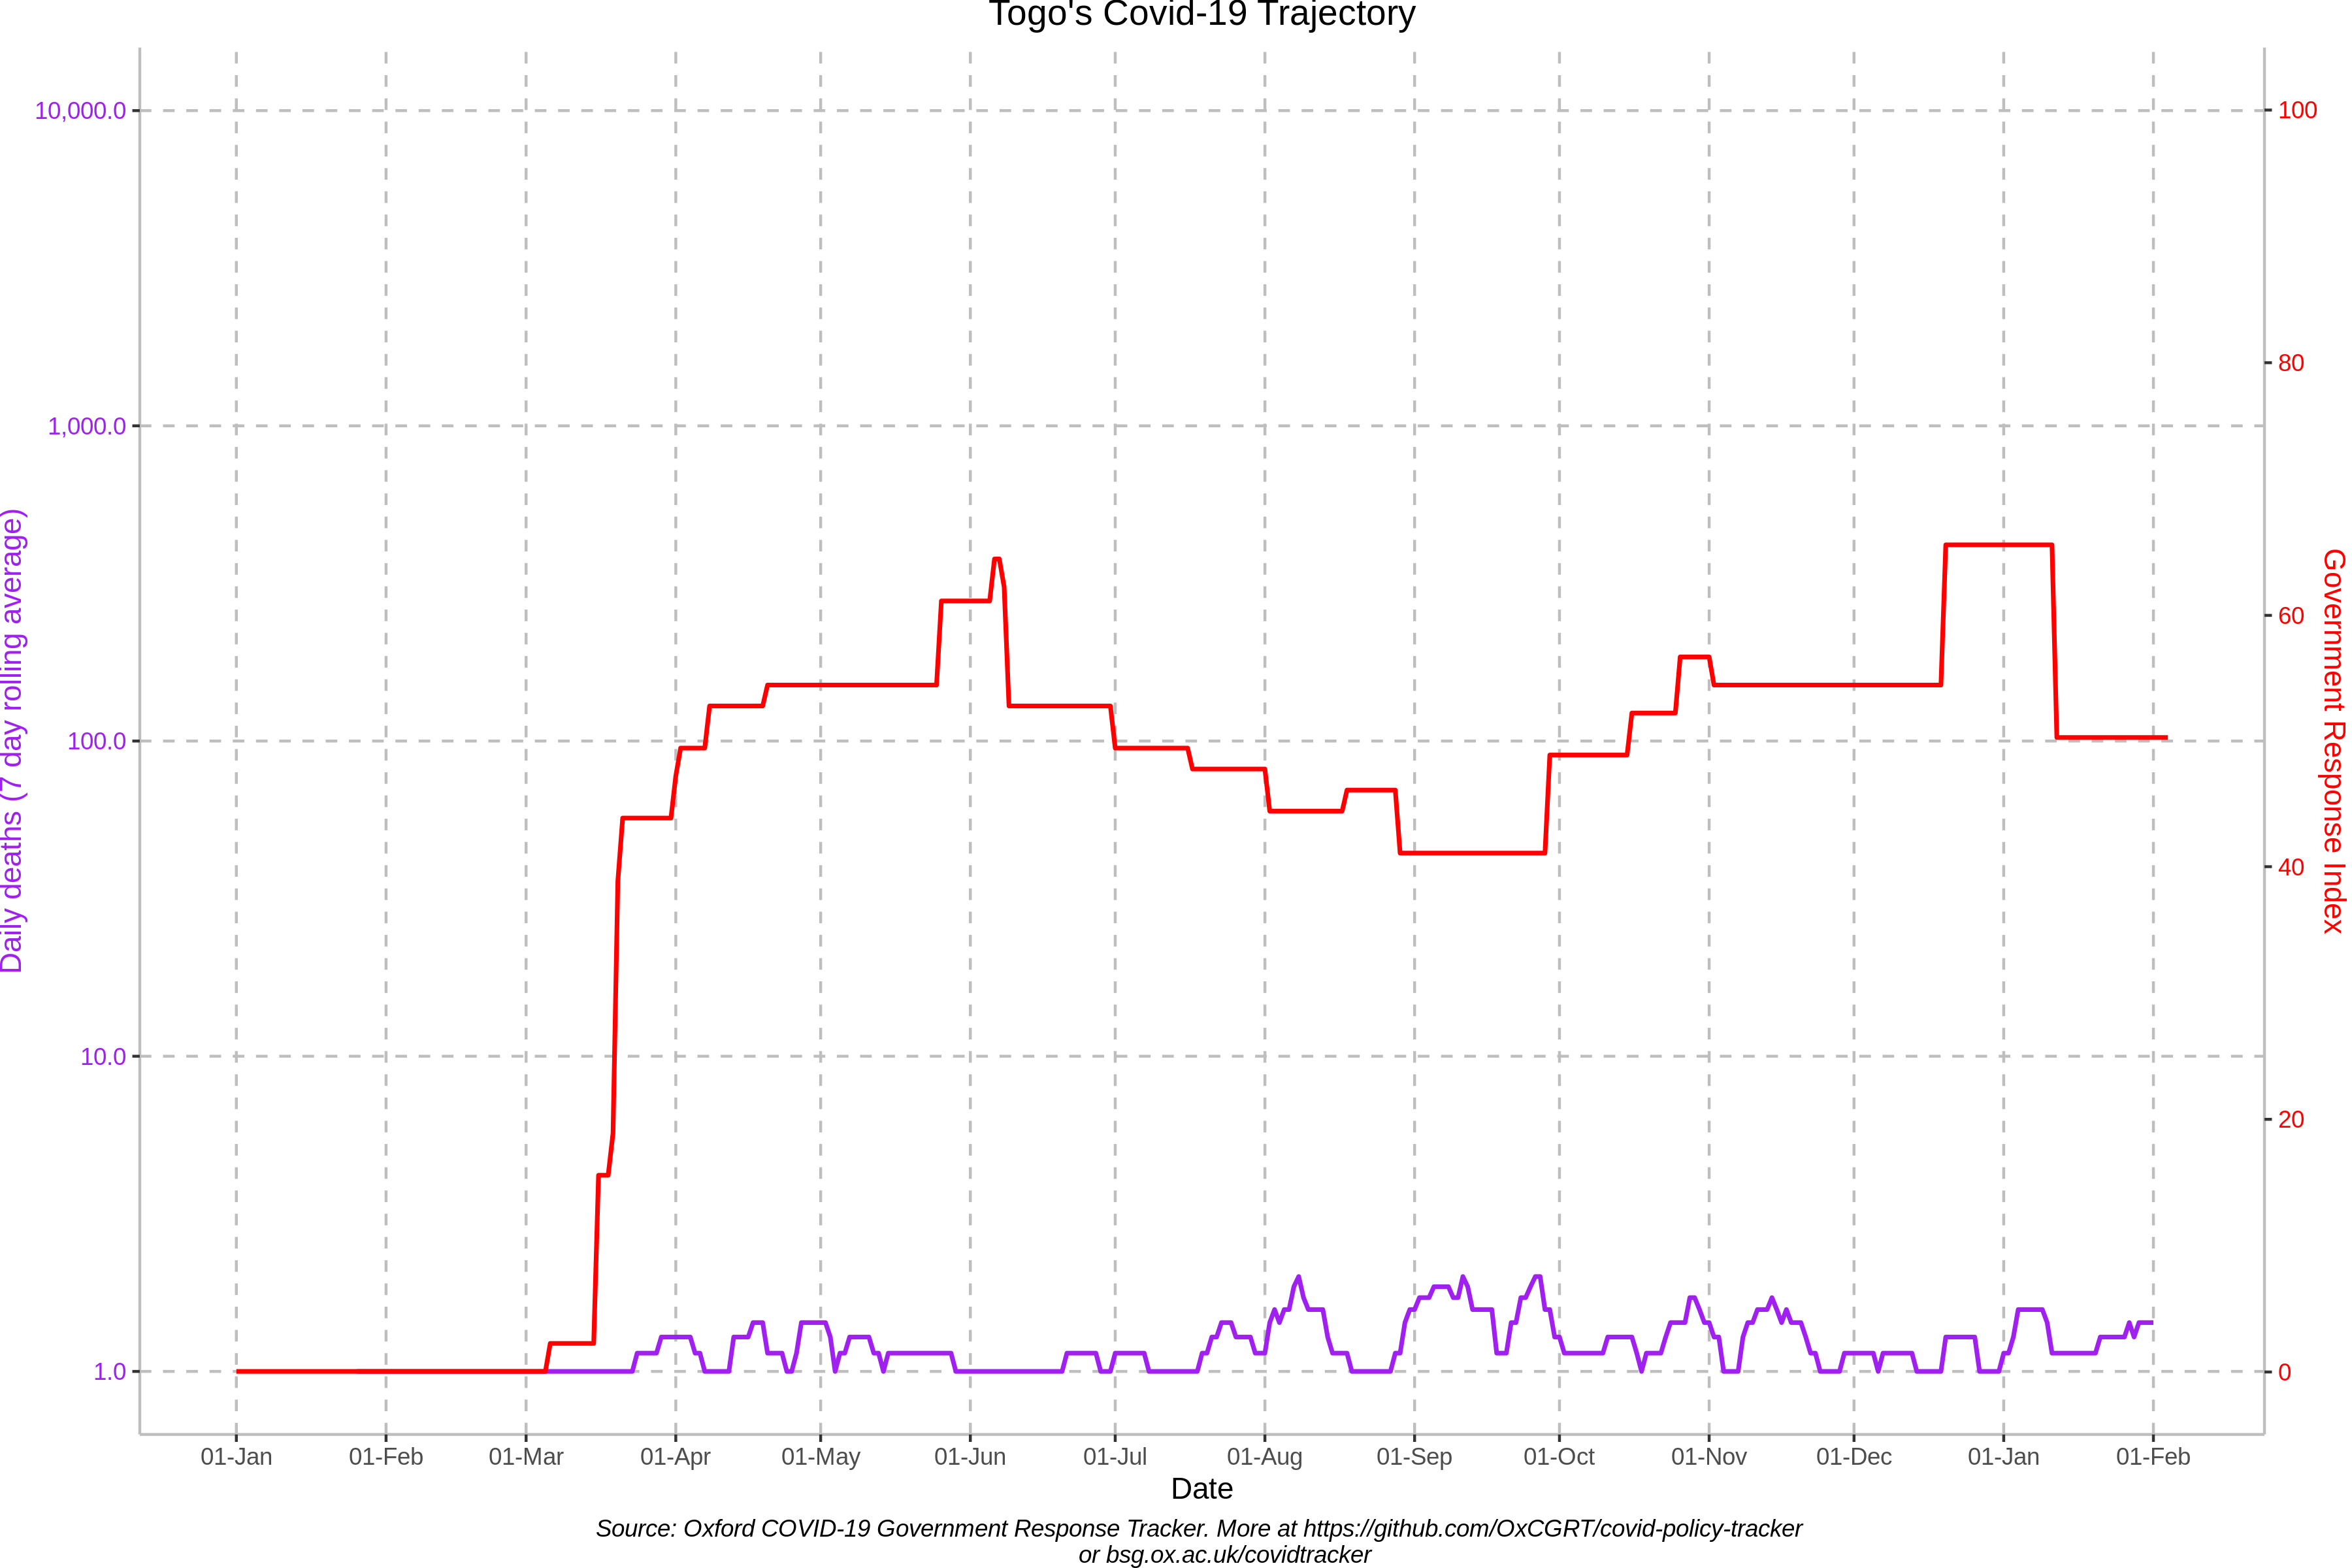 Togo's Covid-19 Trajectory
10,000.0
1,000.0
100.0
10.0
1.0
Daily deaths (7 day rolling average)
100
80
60
40
20
0
Government Response Index
01-Jan 01-Feb 01-Mar 01-Apr 01-May 01-Jun 01-Jul 01-Aug 01-Sep 01-Oct 01-Nov 01-Dec 01-Jan 01-Feb
Date
Source: Oxford COVID-19 Government Response Tracker. More at https://github.com/OxCGRT/covid-policy-tracker
or bsg.ox.ac.uk/covidtracker